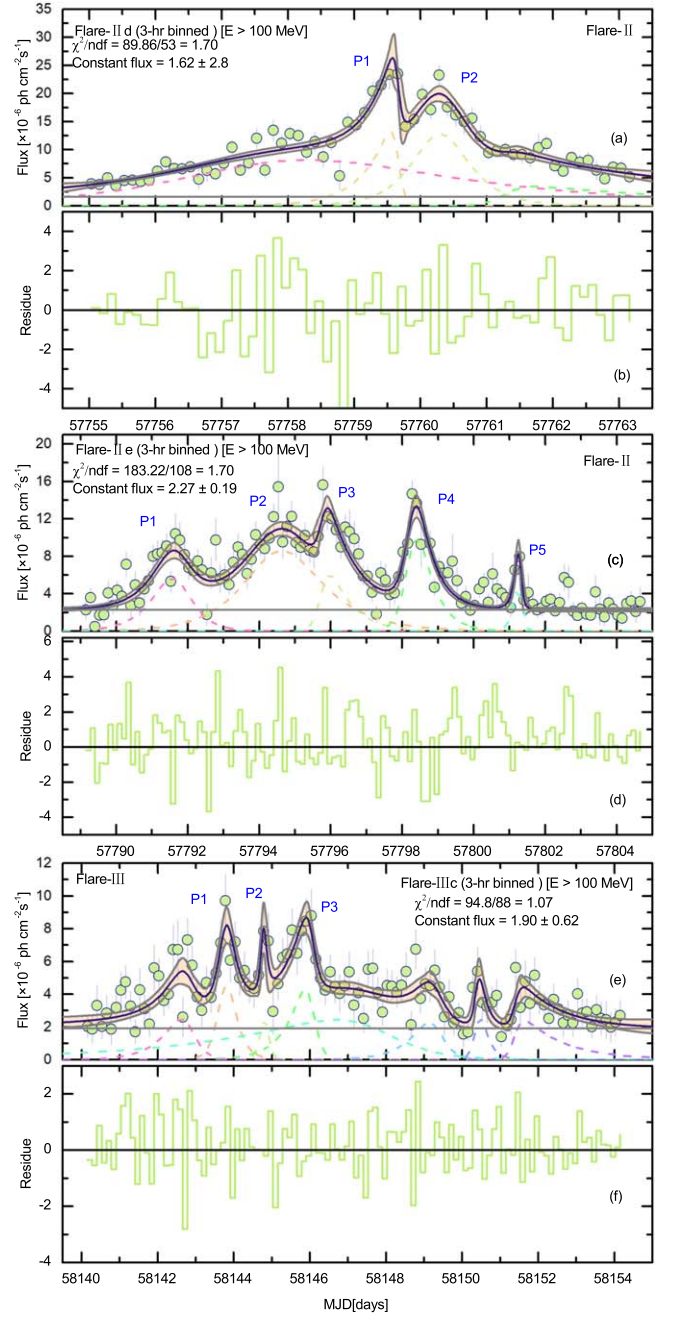 35
30
25
20
15
10
5
0
Flux [×10⁻⁶ ph cm⁻²s⁻¹]
Flare-Ⅱd (3-hr binned ) [E > 100 MeV]
χ²/ndf = 89.86/53 = 1.70
Constant flux = 1.62 ± 2.8
Flare-Ⅱ
P1
P2
(a)
4
2
0
-2
-4
Residue
(b)
57755 57756 57757 57758 57759 57760 57761 57762 57763
20
16
12
8
4
0
Flux [×10⁻⁶ ph cm⁻²s⁻¹]
Flare-Ⅱe (3-hr binned ) [E > 100 MeV]
χ²/ndf = 183.22/108 = 1.70
Constant flux = 2.27 ± 0.19
Flare-Ⅱ
P1
P2
P3
P4
P5
(c)
6
4
2
0
-2
-4
Residue
(d)
57790 57792 57794 57796 57798 57800 57802 57804
12
10
8
6
4
2
0
Flux [×10⁻⁶ ph cm⁻²s⁻¹]
Flare-Ⅲ
Flare-Ⅲc (3-hr binned ) [E > 100 MeV]
χ²/ndf = 94.8/88 = 1.07
Constant flux = 1.90 ± 0.62
P1
P2
P3
(e)
2
0
-2
-4
Residue
(f)
58140 58142 58144 58146 58148 58150 58152 58154
MJD[days]